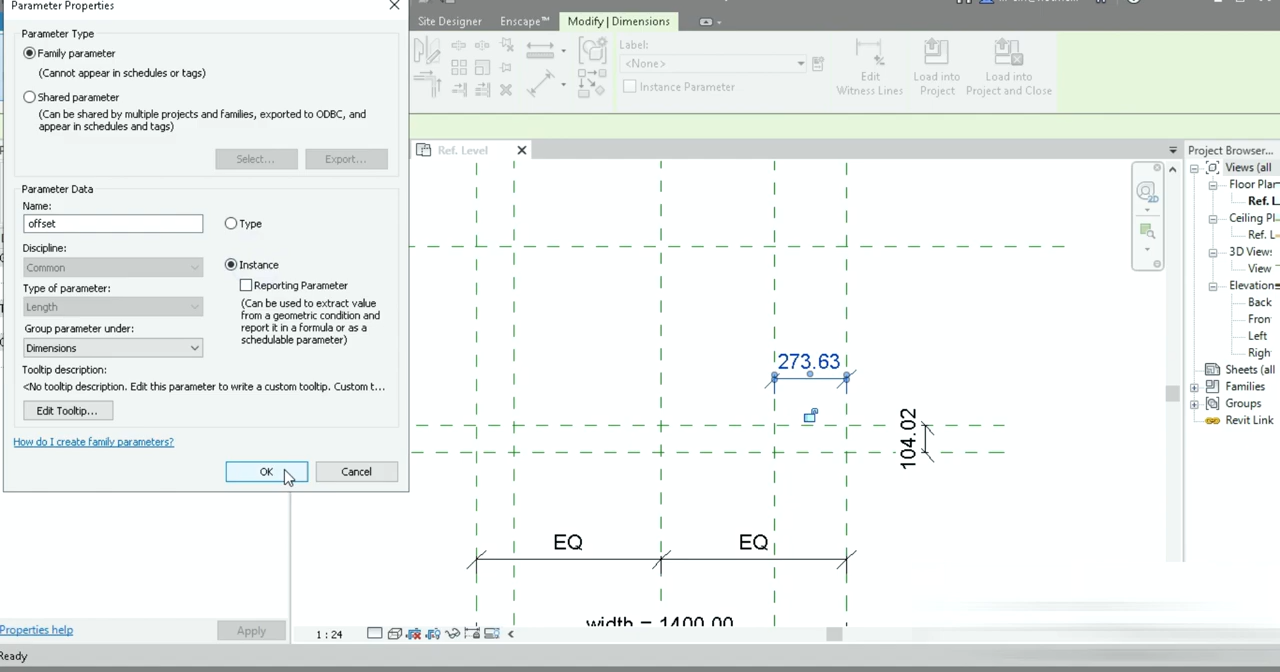 Parameter Properties
Parameter Type
Family parameter
(Cannot appear in schedules or tags)
Shared parameter
(Can be shared by multiple projects and families, exported to ODBC, and
appear in schedules and tags)
Select...
Export...
Parameter Data
Name:
offset
Type
Discipline:
Common
Instance
Type of parameter:
Reporting Parameter
Length
(Can be used to extract value
from a geometric condition and
report it in a formula or as a
schedulable parameter)
Group parameter under:
Dimensions
Tooltip description:
<No tooltip description. Edit this parameter to write a custom tooltip. Custom t...
Edit Tooltip...
How do I create family parameters?
OK
Cancel
Properties help
Apply
Ready
Site Designer
Enscape™
Modify | Dimensions
Label:
<None>
Instance Parameter
Edit
Witness Lines
Load into
Project
Load into
Project and Close
Ref. Level
273.63
104.02
EQ
EQ
width = 1400.00
1 : 24
2D
Project Browser...
Views (all
Floor Plan
Ref. L
Ceiling Pl
Ref. L
3D Views
View
Elevations
Back
Fron
Left
Righ
Sheets (all
Families
Groups
Revit Link